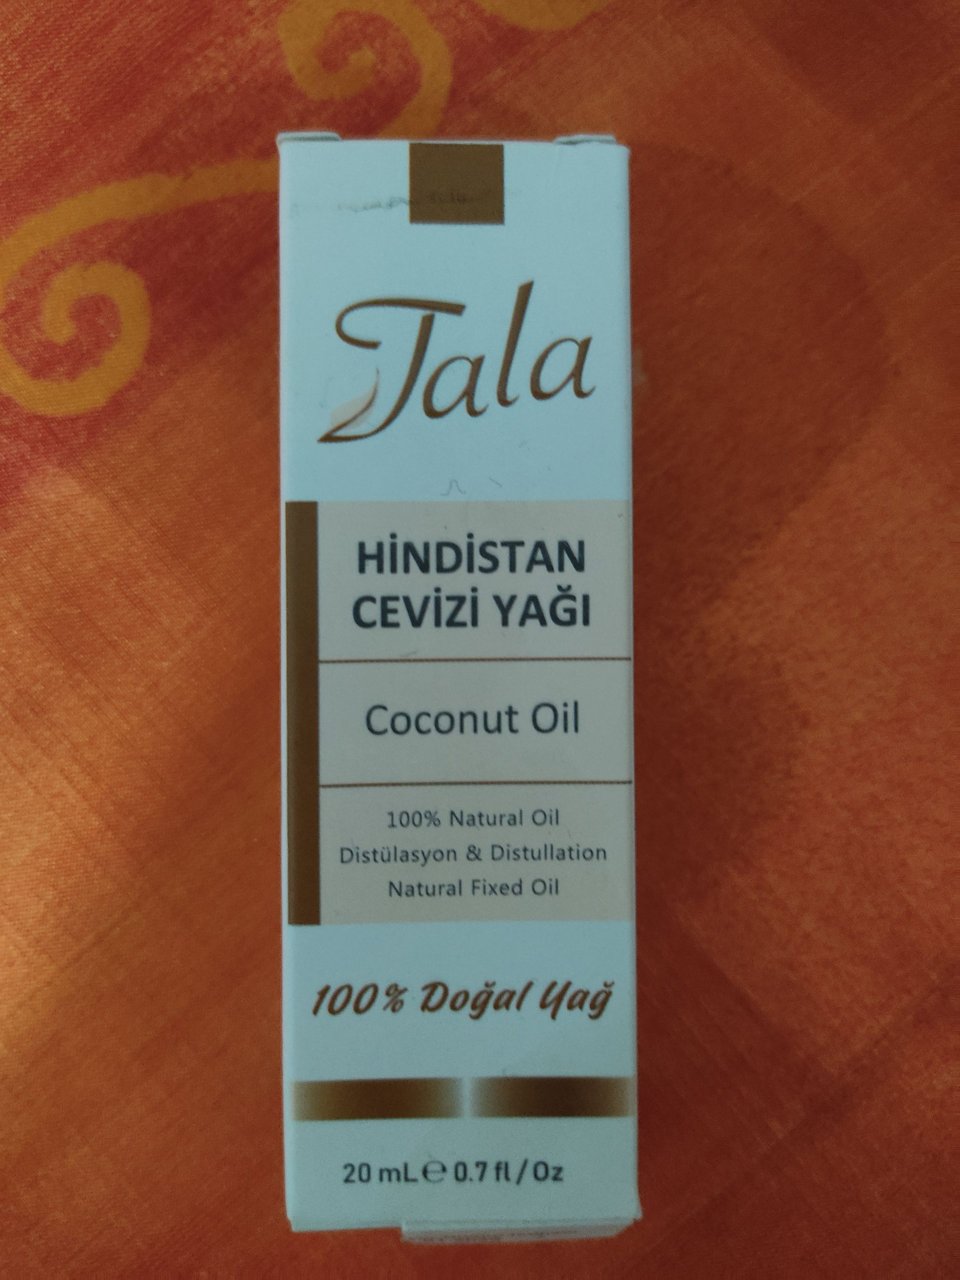 Tala
HİNDİSTAN
CEVİZİ YAĞI
Coconut Oil
100% Natural Oil
Distülasyon & Distullation
Natural Fixed Oil
100% Doğal Yağ
20 mL ℮ 0.7 fl / Oz